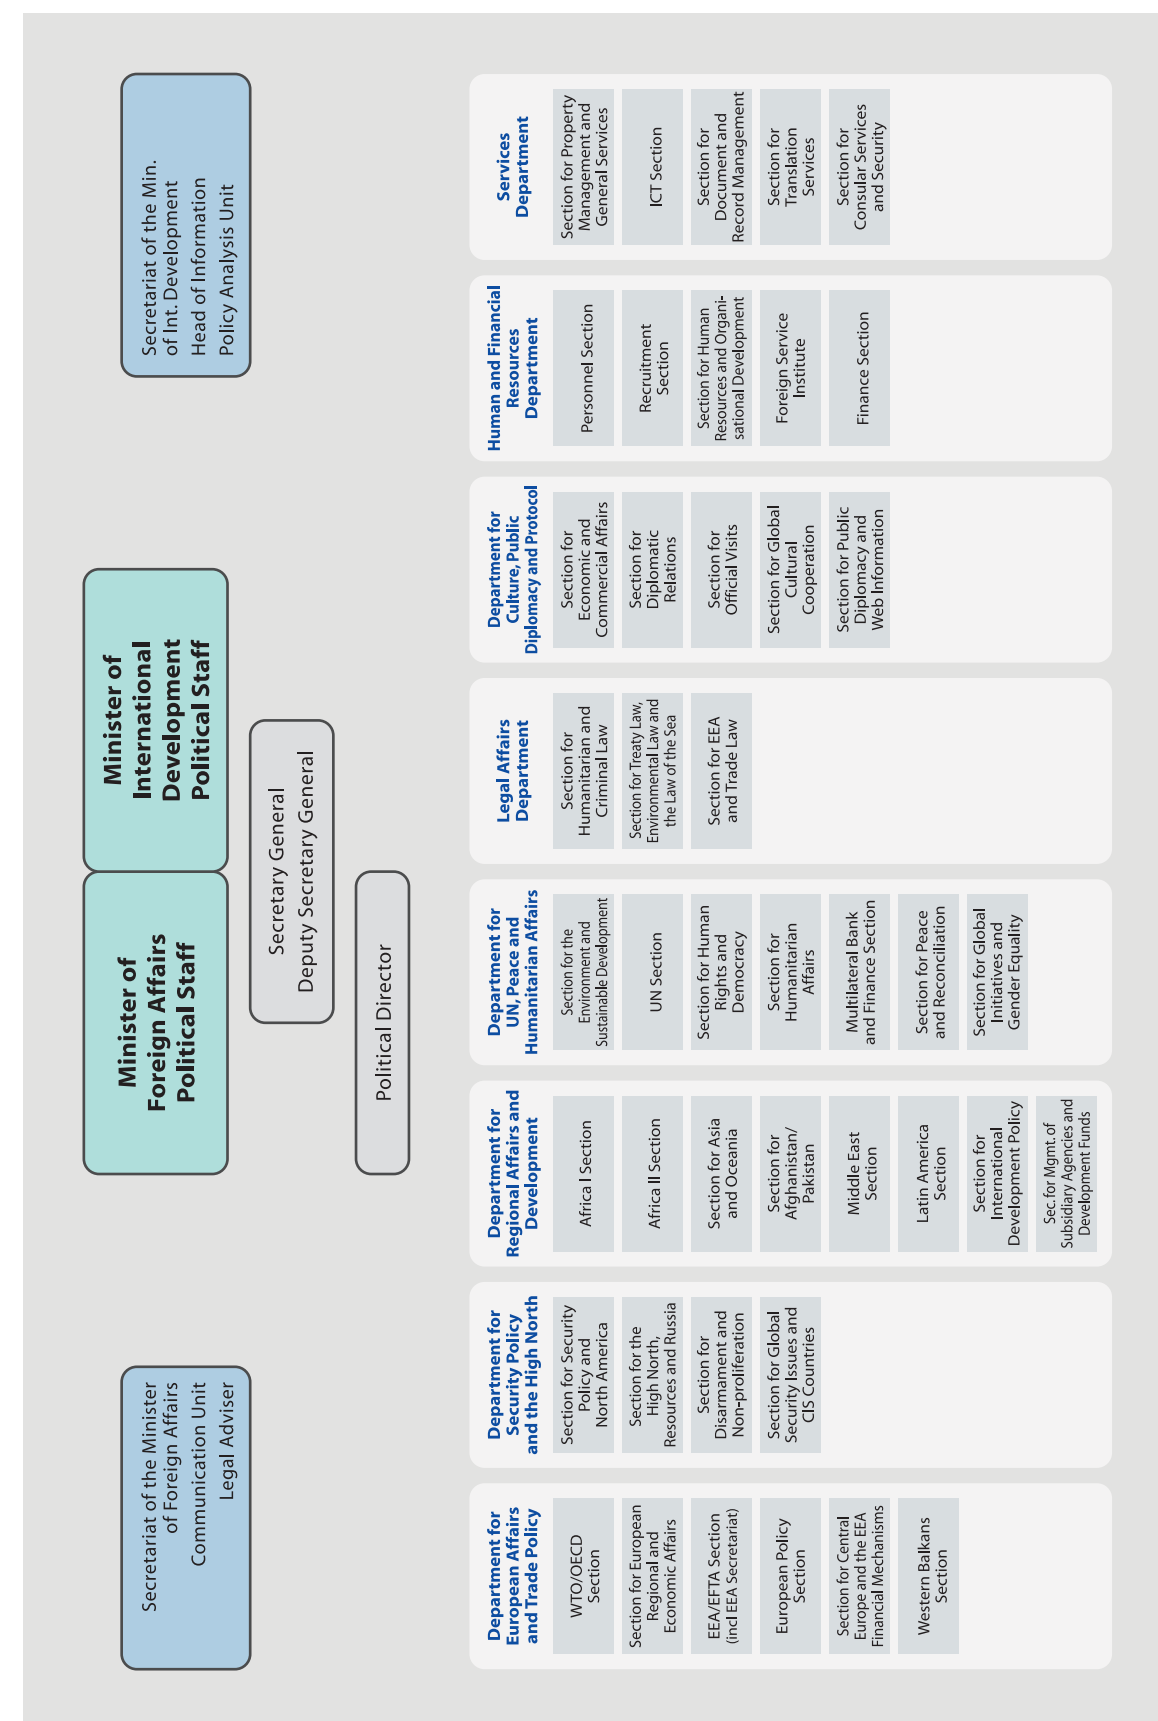 Secretariat of the Minister
of Foreign Affairs
Communication Unit
Legal Adviser
Minister of
Foreign Affairs
Political Staff
Minister of
International
Development
Political Staff
Secretariat of the Min.
of Int. Development
Head of Information
Policy Analysis Unit
Secretary General
Deputy Secretary General
Political Director
Department for
European Affairs
and Trade Policy
WTO/OECD
Section
Section for European
Regional and
Economic Affairs
EEA/EFTA Section
(incl EEA Secretariat)
European Policy
Section
Section for Central
Europe and the EEA
Financial Mechanisms
Western Balkans
Section
Department for
Security Policy
and the High North
Section for Security
Policy and
North America
Section for the
High North,
Resources and Russia
Section for
Disarmament and
Non-proliferation
Section for Global
Security Issues and
CIS Countries
Department for
Regional Affairs and
Development
Africa I Section
Africa II Section
Section for Asia
and Oceania
Section for
Afghanistan/
Pakistan
Middle East
Section
Latin America
Section
Section for
International
Development Policy
Sec. for Mgmt. of
Subsidiary Agencies and
Development Funds
Department for
UN, Peace and
Humanitarian Affairs
Section for the
Environment and
Sustainable Development
UN Section
Section for Human
Rights and
Democracy
Section for
Humanitarian
Affairs
Multilateral Bank
and Finance Section
Section for Peace
and Reconciliation
Section for Global
Initiatives and
Gender Equality
Legal Affairs
Department
Section for
Humanitarian and
Criminal Law
Section for Treaty Law,
Environmental Law and
the Law of the Sea
Section for EEA
and Trade Law
Department for
Culture, Public
Diplomacy and Protocol
Section for
Economic and
Commercial Affairs
Section for
Diplomatic
Relations
Section for
Official Visits
Section for Global
Cultural
Cooperation
Section for Public
Diplomacy and
Web Information
Human and Financial
Resources
Department
Personnel Section
Recruitment
Section
Section for Human
Resources and Organi-
sational Development
Foreign Service
Institute
Finance Section
Services
Department
Section for Property
Management and
General Services
ICT Section
Section for
Document and
Record Management
Section for
Translation
Services
Section for
Consular Services
and Security